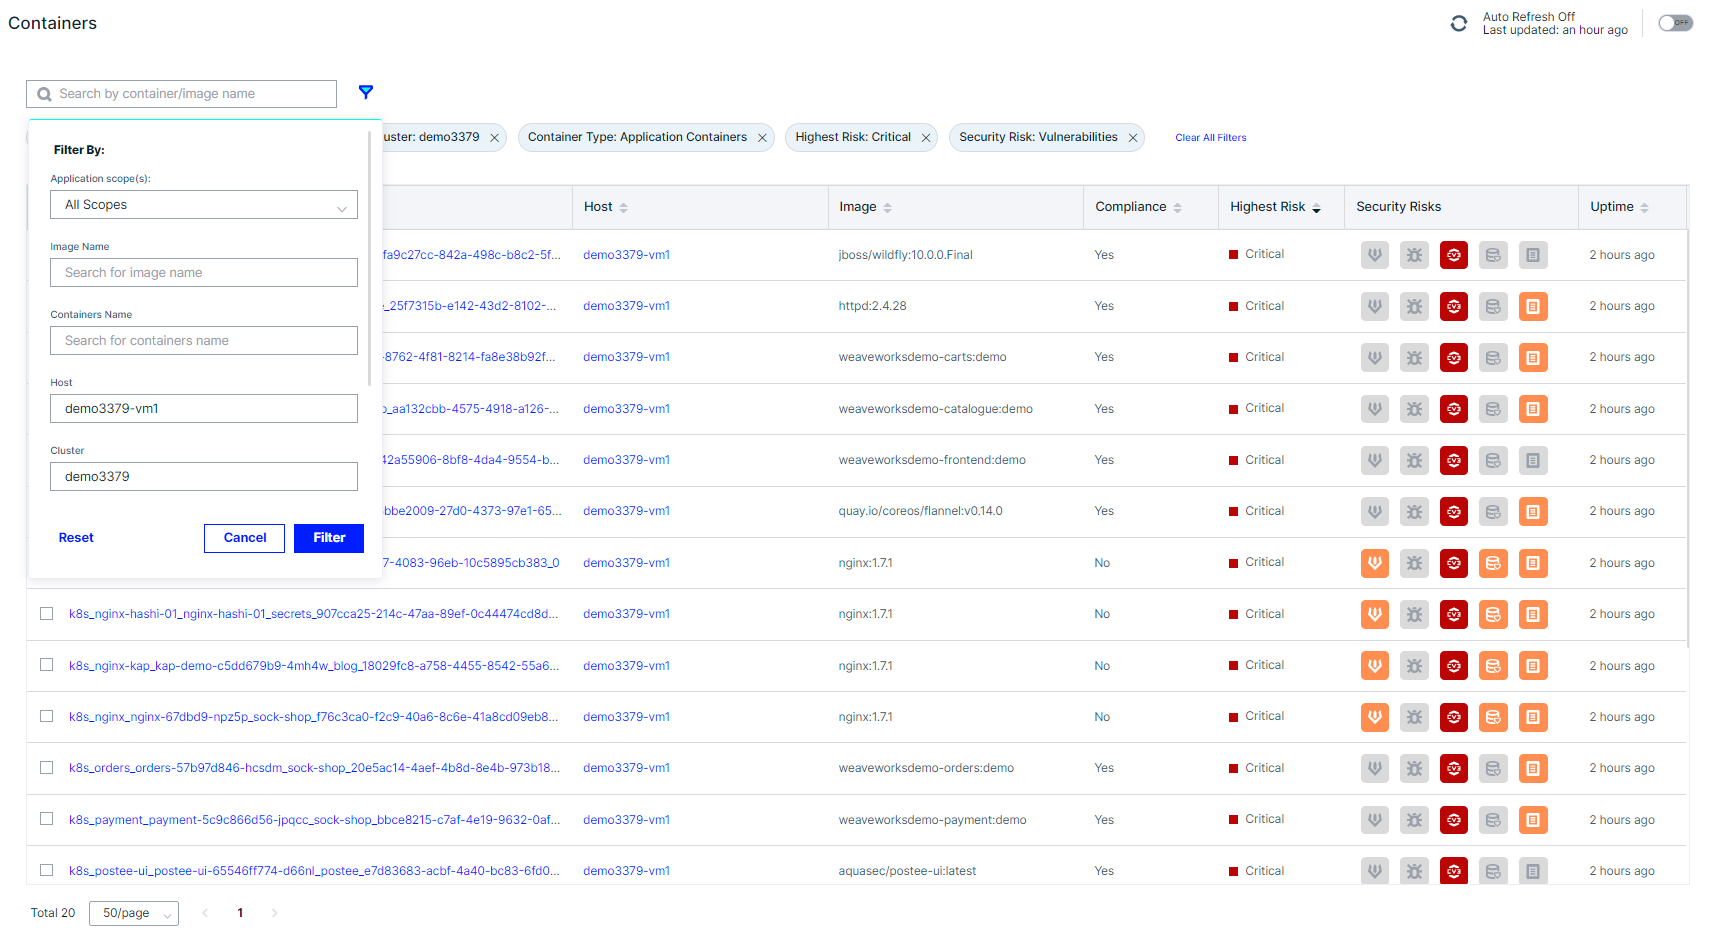 Containers
Auto Refresh Off
Last updated: an hour ago
OFF
Search by container/image name
uster: demo3379
Container Type: Application Containers
Highest Risk: Critical
Security Risk: Vulnerabilities
Clear All Filters
Filter By:
Application scope(s):
All Scopes
Image Name
Search for image name
Containers Name
Search for containers name
Host
demo3379-vm1
Cluster
demo3379
Reset
Cancel
Filter
Host Image Compliance Highest Risk Security Risks Uptime
fa9c27cc-842a-498c-b8c2-5f... demo3379-vm1 jboss/wildfly:10.0.0.Final Yes Critical CVE 2 hours ago
_25f7315b-e142-43d2-8102-... demo3379-vm1 httpd:2.4.28 Yes Critical CVE 2 hours ago
-8762-4f81-8214-fa8e38b92f... demo3379-vm1 weaveworksdemo-carts:demo Yes Critical CVE 2 hours ago
_aa132cbb-4575-4918-a126-... demo3379-vm1 weaveworksdemo-catalogue:demo Yes Critical CVE 2 hours ago
42a55906-8bf8-4da4-9554-b... demo3379-vm1 weaveworksdemo-frontend:demo Yes Critical CVE 2 hours ago
bbe2009-27d0-4373-97e1-65... demo3379-vm1 quay.io/coreos/flannel:v0.14.0 Yes Critical CVE 2 hours ago
7-4083-96eb-10c5895cb383_0 demo3379-vm1 nginx:1.7.1 No Critical CVE 2 hours ago
k8s_nginx-hashi-01_nginx-hashi-01_secrets_907cca25-214c-47aa-89ef-0c44474cd8d... demo3379-vm1 nginx:1.7.1 No Critical CVE 2 hours ago
k8s_nginx-kap_kap-demo-c5dd679b9-4mh4w_blog_18029fc8-a758-4455-8542-55a6... demo3379-vm1 nginx:1.7.1 No Critical CVE 2 hours ago
k8s_nginx_nginx-67dbd9-npz5p_sock-shop_f76c3ca0-f2c9-40a6-8c6e-41a8cd09eb8... demo3379-vm1 nginx:1.7.1 No Critical CVE 2 hours ago
k8s_orders_orders-57b97d846-hcsdm_sock-shop_20e5ac14-4aef-4b8d-8e4b-973b18... demo3379-vm1 weaveworksdemo-orders:demo Yes Critical CVE 2 hours ago
k8s_payment_payment-5c9c866d56-jpqcc_sock-shop_bbce8215-c7af-4e19-9632-0af... demo3379-vm1 weaveworksdemo-payment:demo Yes Critical CVE 2 hours ago
k8s_postee-ui_postee-ui-65546ff774-d66nl_postee_e7d83683-acbf-4a40-bc83-6fd0... demo3379-vm1 aquasec/postee-ui:latest Yes Critical CVE 2 hours ago
Total 20 50/page 1